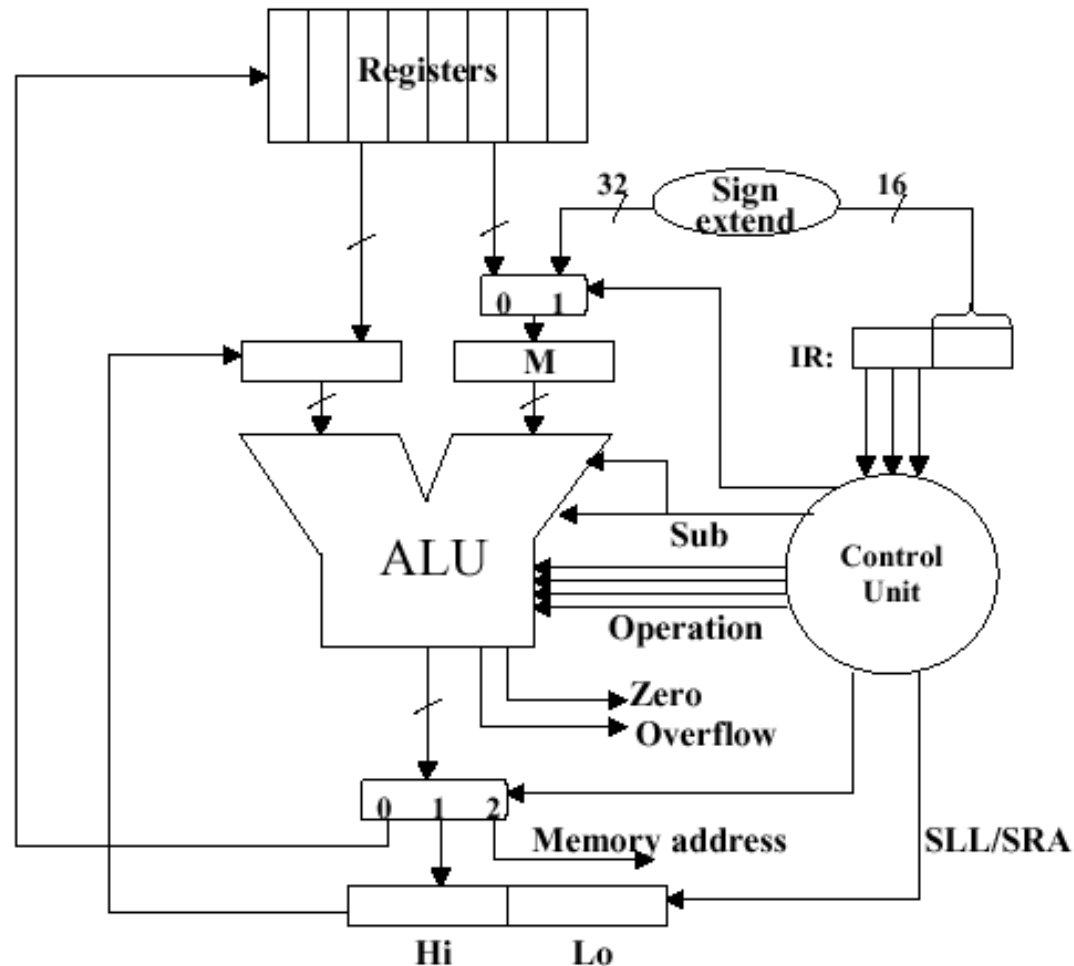 Registers
32
Sign
extend
16
0 1
M
IR:
Sub
ALU
Control
Unit
Operation
Zero
Overflow
0 1 2
Memory address
SLL/SRA
Hi
Lo